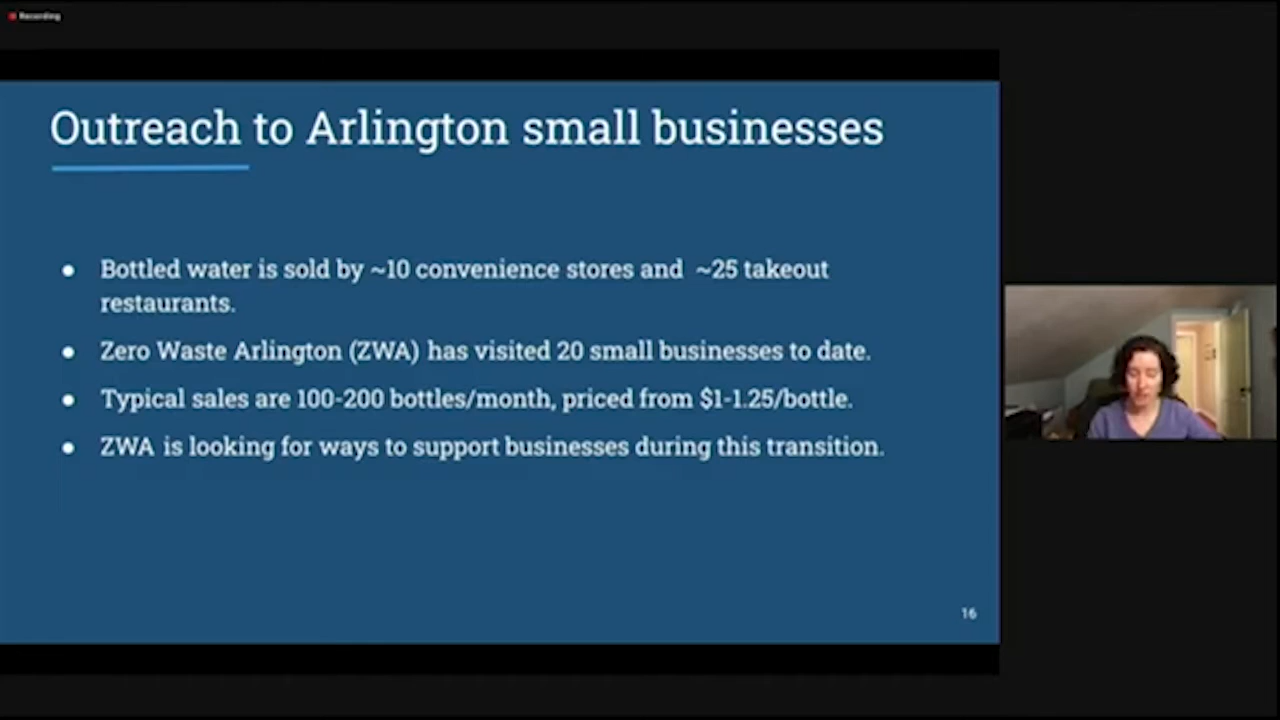 Recording
Outreach to Arlington small businesses
● Bottled water is sold by ~10 convenience stores and ~25 takeout
restaurants.
● Zero Waste Arlington (ZWA) has visited 20 small businesses to date.
● Typical sales are 100-200 bottles/month, priced from $1-1.25/bottle.
● ZWA is looking for ways to support businesses during this transition.
16